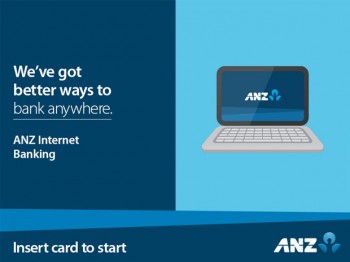 We've got
better ways to
bank anywhere.
ANZ Internet
Banking
ANZ
Insert card to start
ANZ